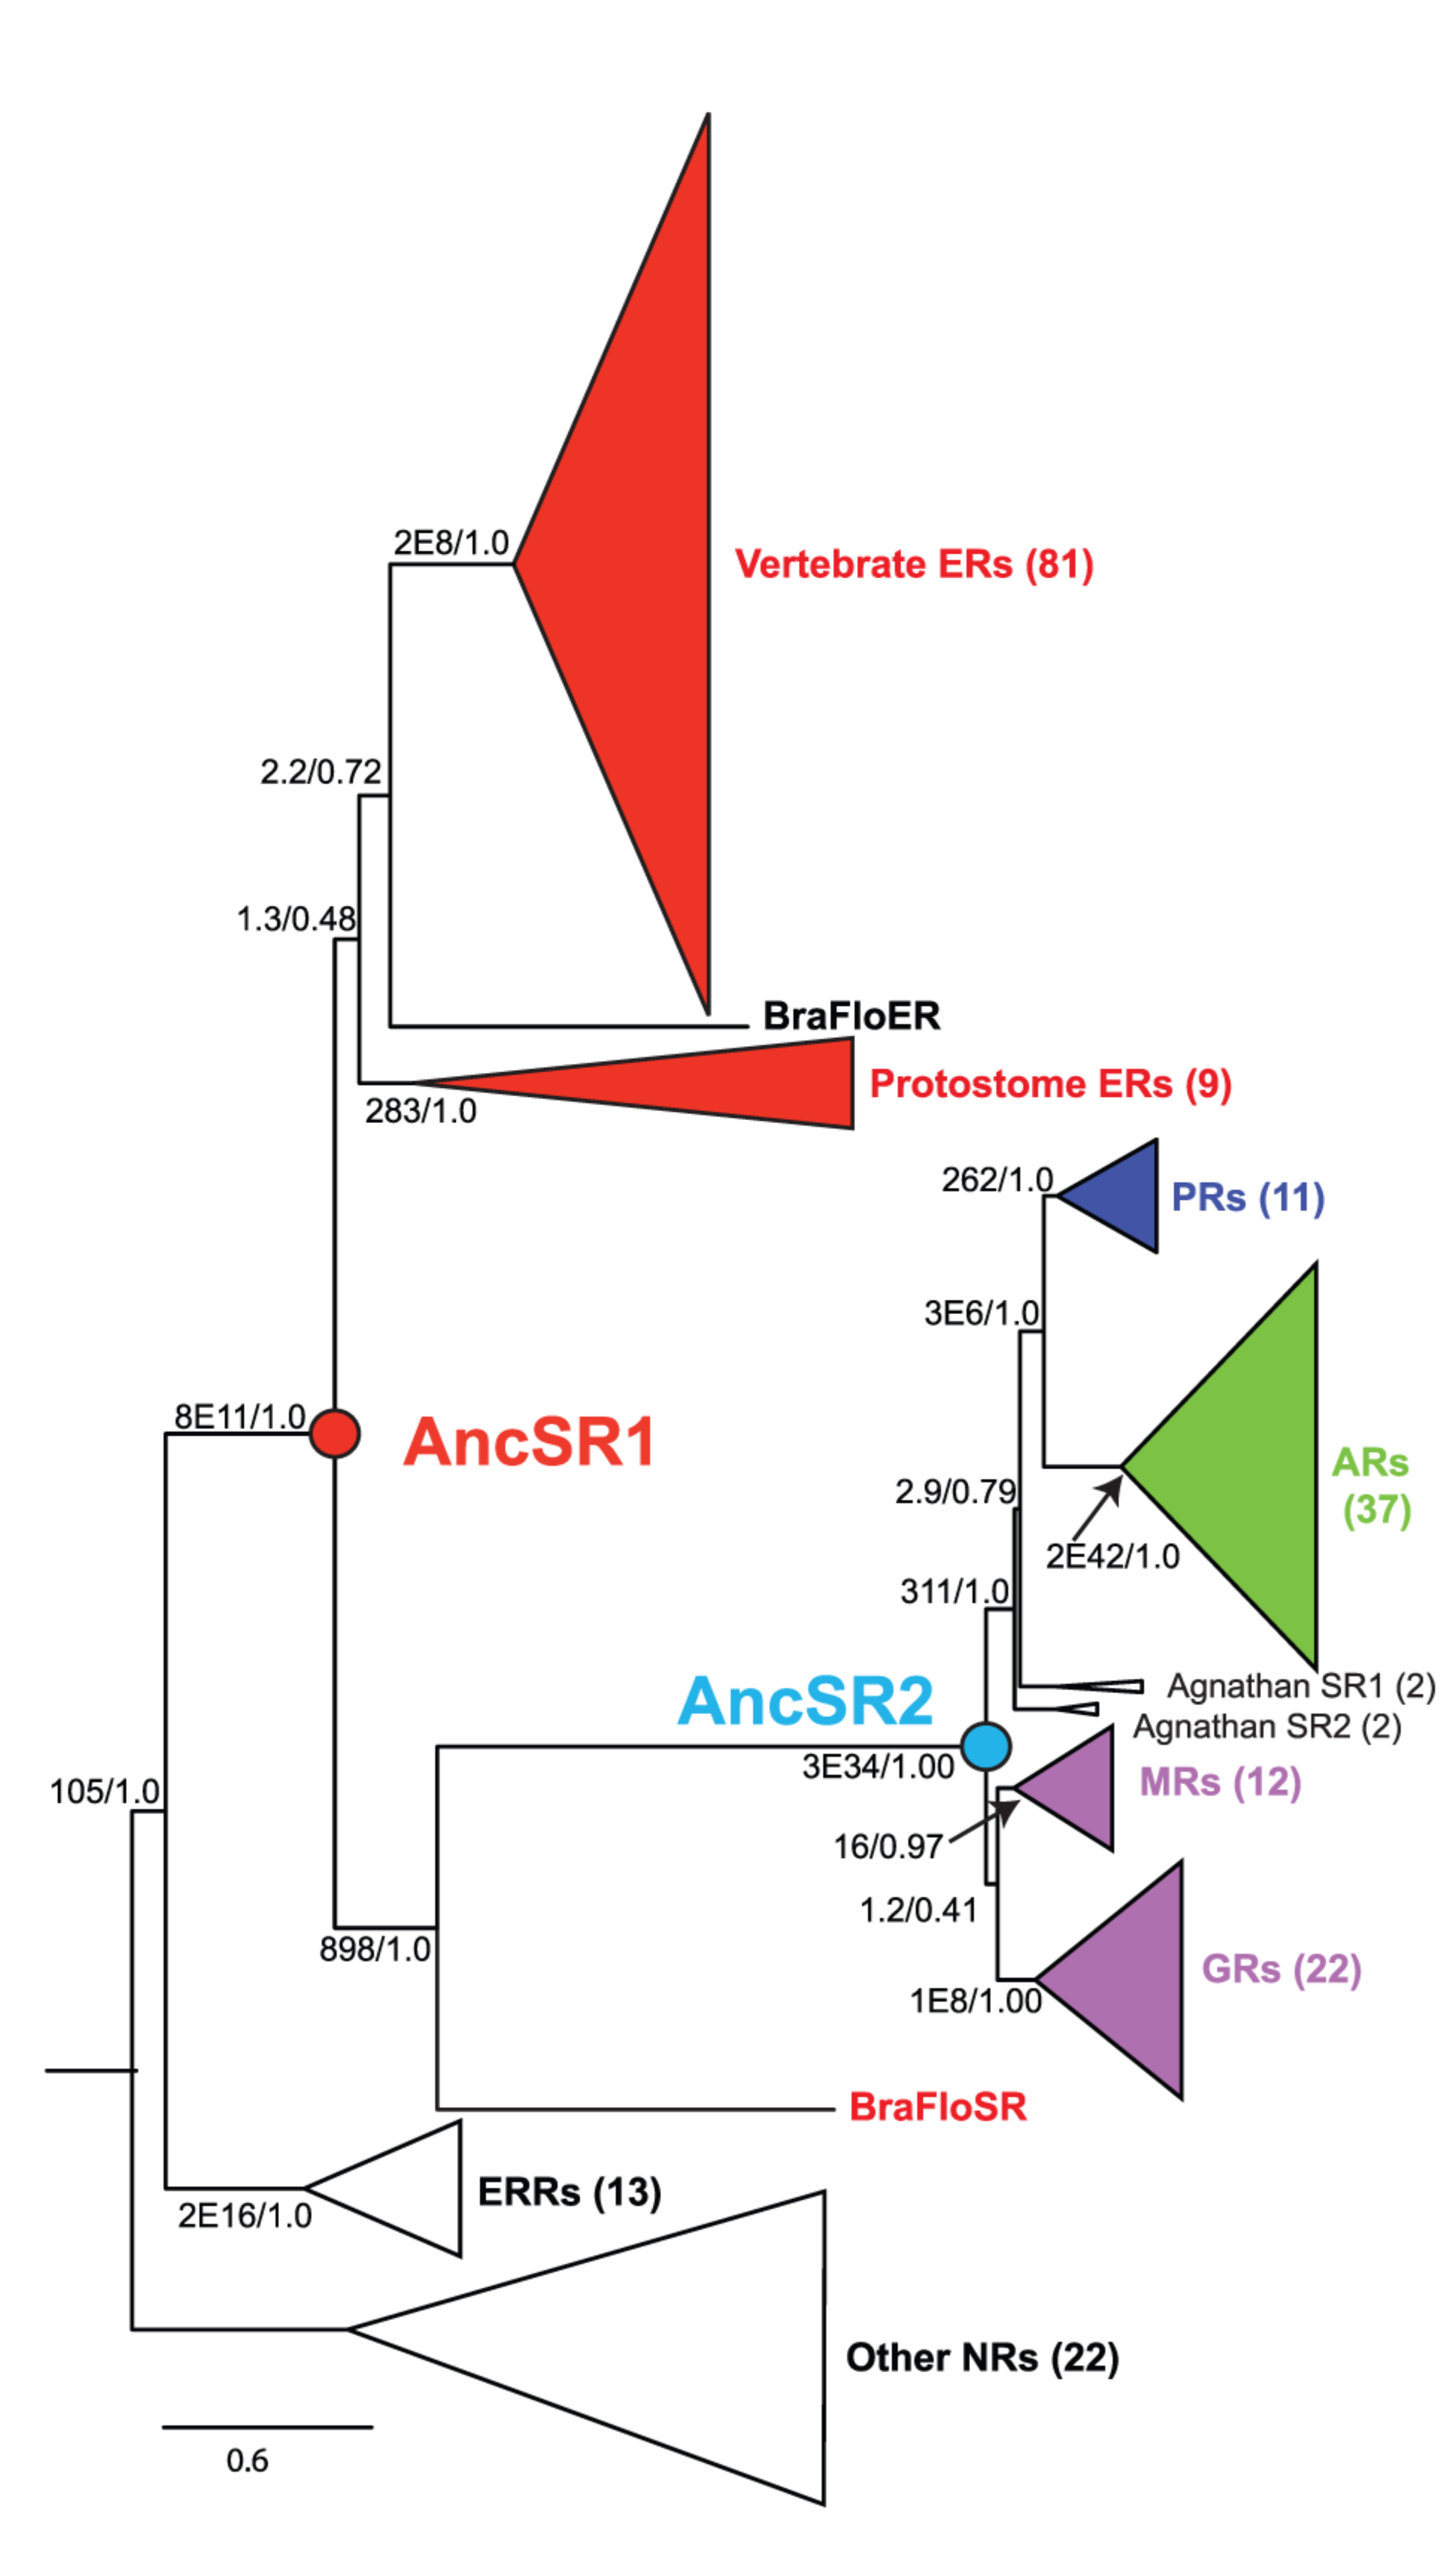 2E8/1.0
Vertebrate ERs (81)
2.2/0.72
1.3/0.48
BraFloER
Protostome ERs (9)
283/1.0
262/1.0
PRs (11)
3E6/1.0
8E11/1.0
AncSR1
ARs
(37)
2.9/0.79
2E42/1.0
311/1.0
Agnathan SR1 (2)
AncSR2
Agnathan SR2 (2)
3E34/1.00
MRs (12)
105/1.0
16/0.97
1.2/0.41
898/1.0
GRs (22)
1E8/1.00
BraFloSR
ERRs (13)
2E16/1.0
Other NRs (22)
0.6